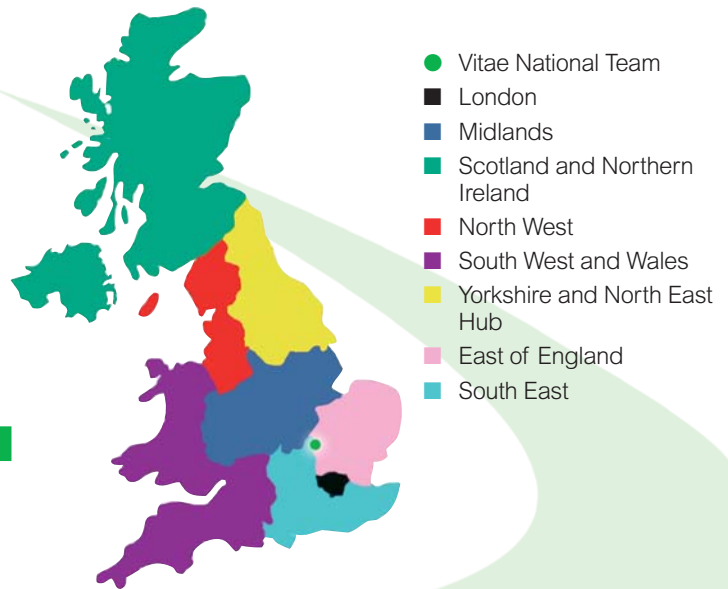 Vitae National Team
London
Midlands
Scotland and Northern
Ireland
North West
South West and Wales
Yorkshire and North East
Hub
East of England
South East